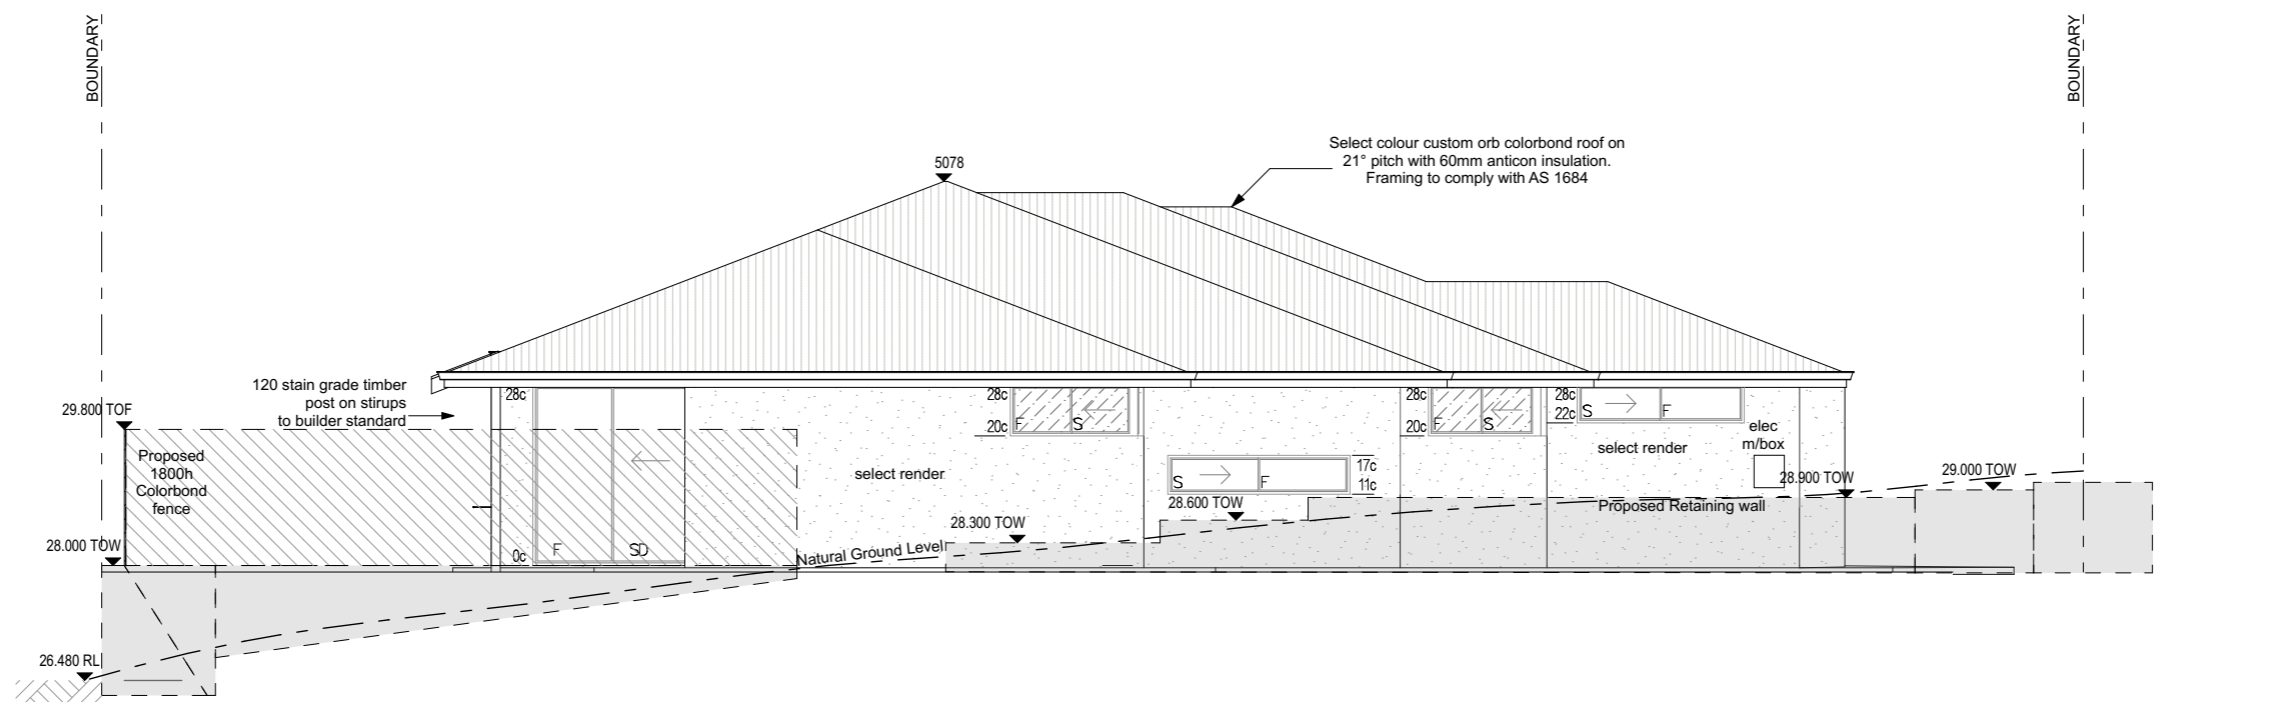 BOUNDARY
BOUNDARY
Select colour custom orb colorbond roof on
21° pitch with 60mm anticon insulation.
Framing to comply with AS 1684
5078
120 stain grade timber
post on stirups
to builder standard
29.800 TOF
28c
28c
28c
28c
22c
S
F
20c
F
S
20c
F
S
elec
m/box
select render
Proposed
1800h
Colorbond
fence
select render
17c
11c
S
F
28.900 TOW
29.000 TOW
28.600 TOW
Proposed Retaining wall
28.300 TOW
28.000 TOW
0c
F
SD
Natural Ground Level
26.480 RL